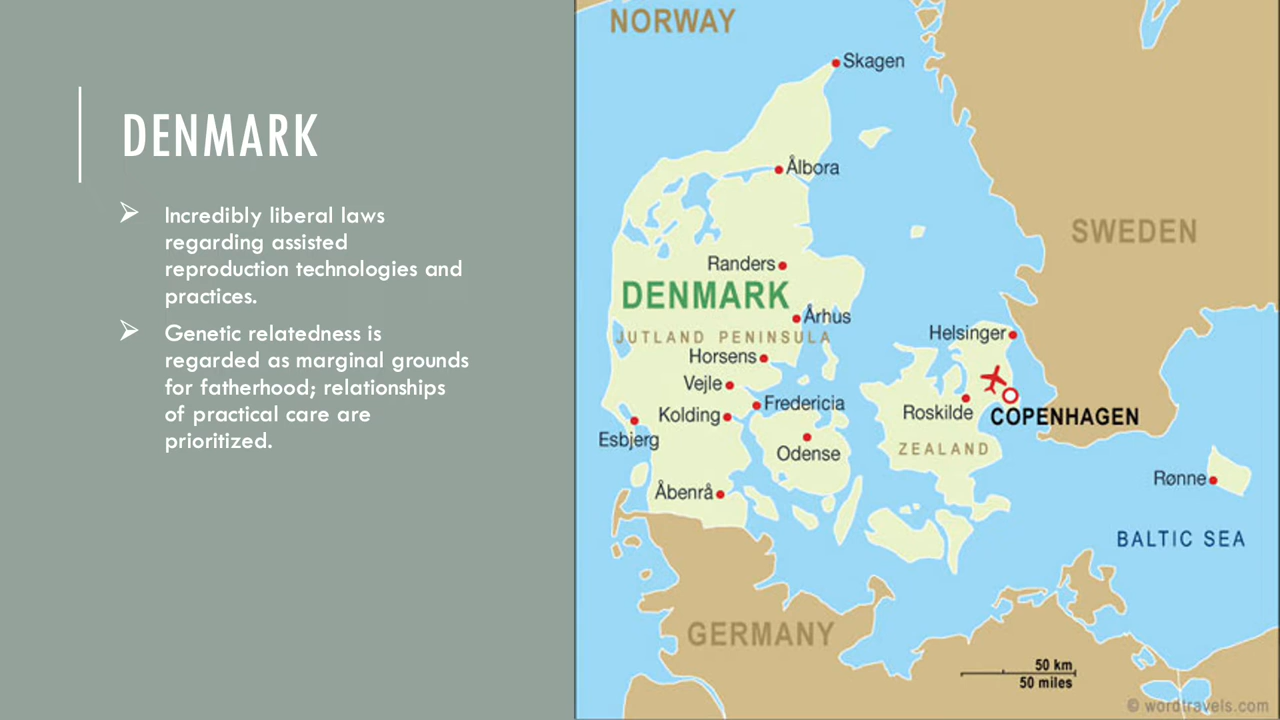 DENMARK
Incredibly liberal laws
regarding assisted
reproduction technologies and
practices.
Genetic relatedness is
regarded as marginal grounds
for fatherhood; relationships
of practical care are
prioritized.
NORWAY
Skagen
Ålbora
SWEDEN
Randers
DENMARK
Århus
JUTLAND PENINSULA
Helsinger
Horsens
Vejle
Fredericia
Kolding
Roskilde
COPENHAGEN
Esbjerg
Odense
ZEALAND
Rønne
Åbenrå
BALTIC SEA
GERMANY
50 km
50 miles
© wordtravels.com